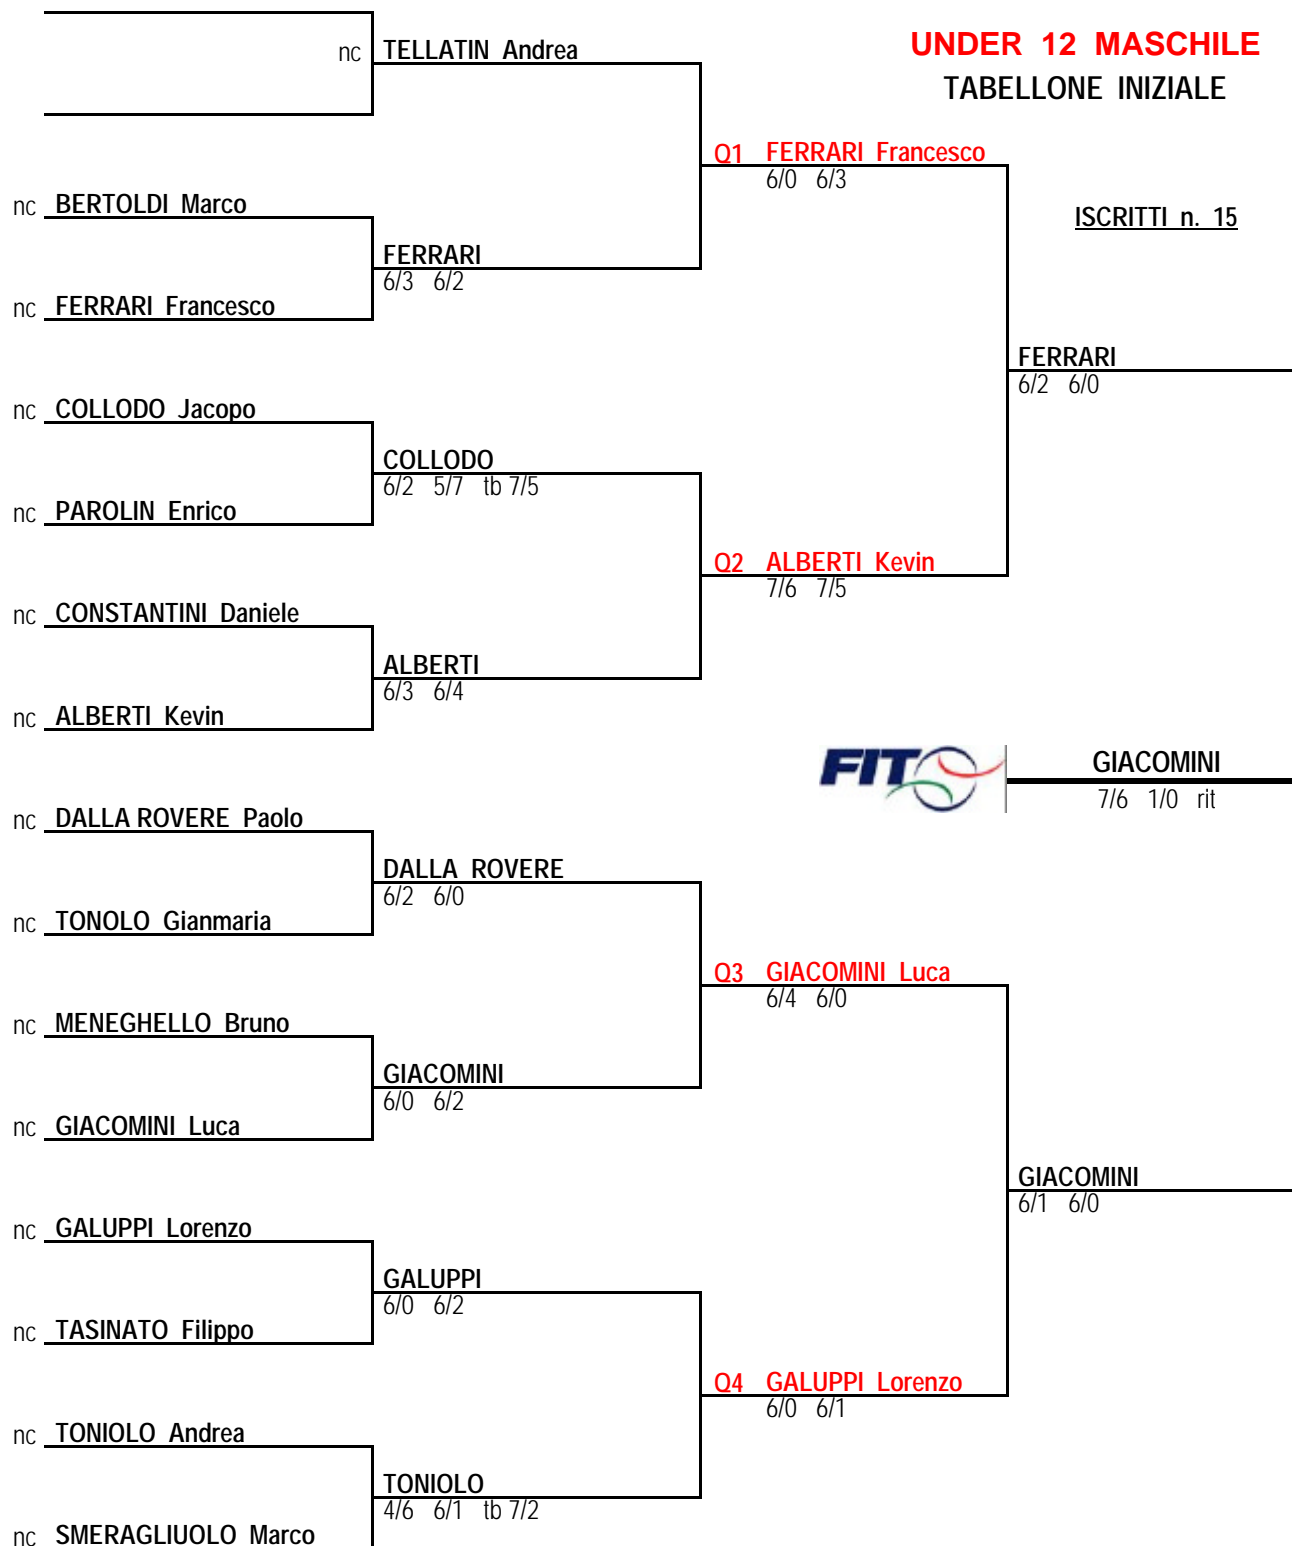 UNDER 12 MASCHILE
nc TELLATIN Andrea
TABELLONE INIZIALE
Q1 FERRARI Francesco
6/0 6/3
nc BERTOLDI Marco
ISCRITTI n. 15
FERRARI
6/3 6/2
nc FERRARI Francesco
FERRARI
6/2 6/0
nc COLLODO Jacopo
COLLODO
6/2 5/7 tb 7/5
nc PAROLIN Enrico
Q2 ALBERTI Kevin
7/6 7/5
nc CONSTANTINI Daniele
ALBERTI
6/3 6/4
nc ALBERTI Kevin
FIT
GIACOMINI
7/6 1/0 rit
nc DALLA ROVERE Paolo
DALLA ROVERE
6/2 6/0
nc TONOLO Gianmaria
Q3 GIACOMINI Luca
6/4 6/0
nc MENEGHELLO Bruno
GIACOMINI
6/0 6/2
nc GIACOMINI Luca
GIACOMINI
6/1 6/0
nc GALUPPI Lorenzo
GALUPPI
6/0 6/2
nc TASINATO Filippo
Q4 GALUPPI Lorenzo
6/0 6/1
nc TONIOLO Andrea
TONIOLO
4/6 6/1 tb 7/2
nc SMERAGLIUOLO Marco